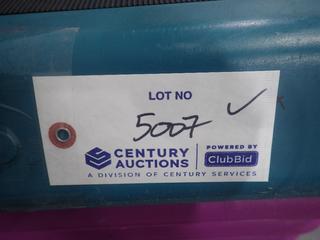 LOT NO
5007 ✓
CENTURY AUCTIONS
POWERED BY ClubBid
A DIVISION OF CENTURY SERVICES